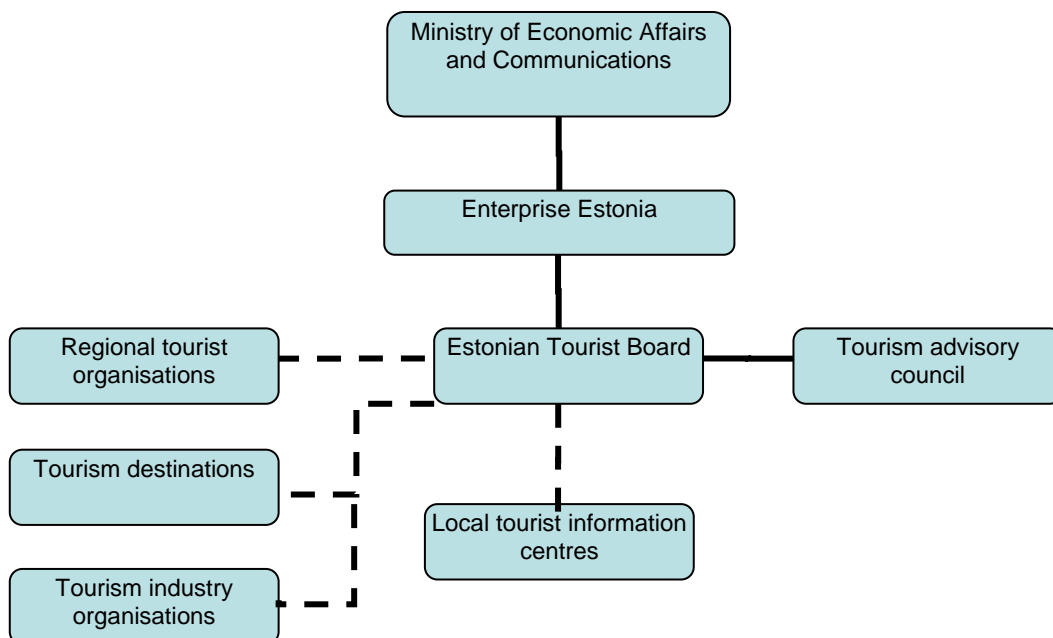 Ministry of Economic Affairs
and Communications
Enterprise Estonia
Regional tourist
organisations
Estonian Tourist Board
Tourism advisory
council
Tourism destinations
Local tourist information
centres
Tourism industry
organisations